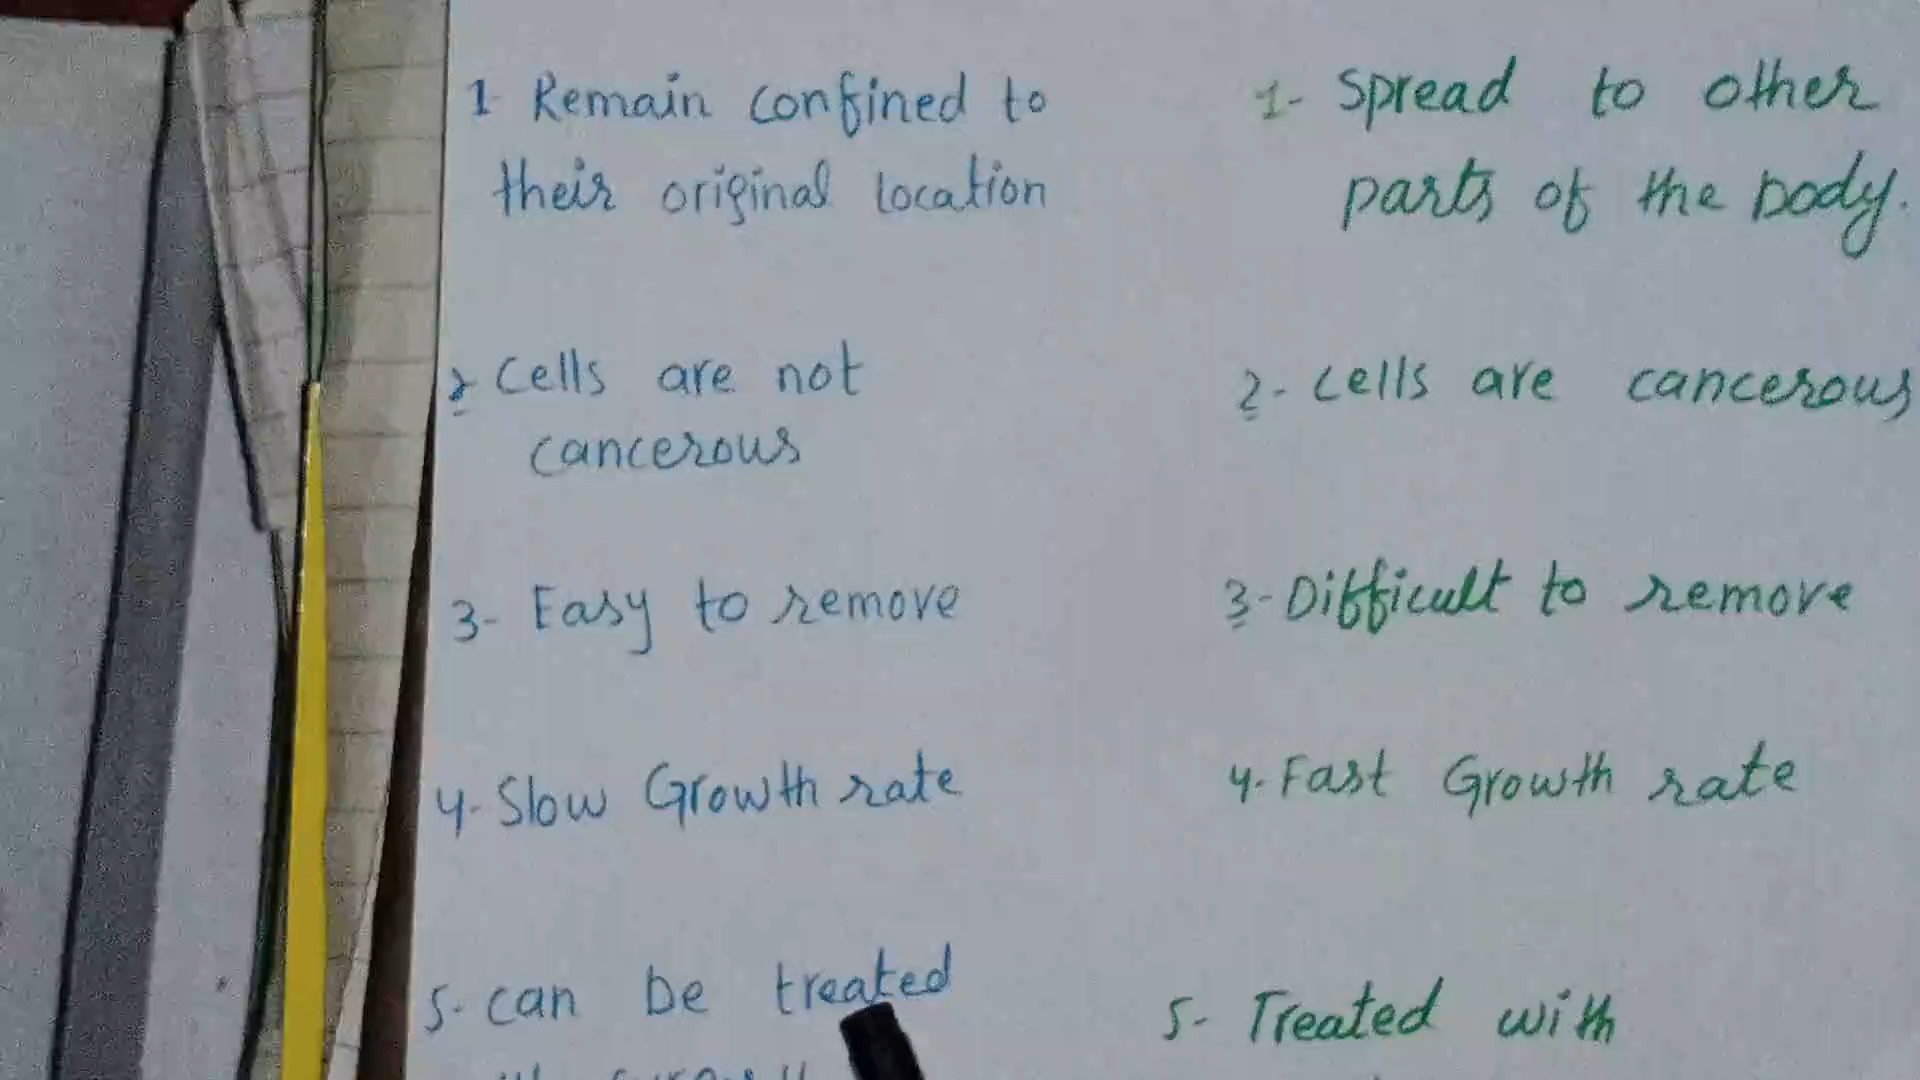 1 Remain confined to
their original location
2 Cells are not
cancerous
3- Easy to remove
4- Slow Growth rate
5- can be treated
1- Spread to other
parts of the body.
2- cells are cancerous
3- Difficult to remove
4. Fast Growth rate
5- Treated with